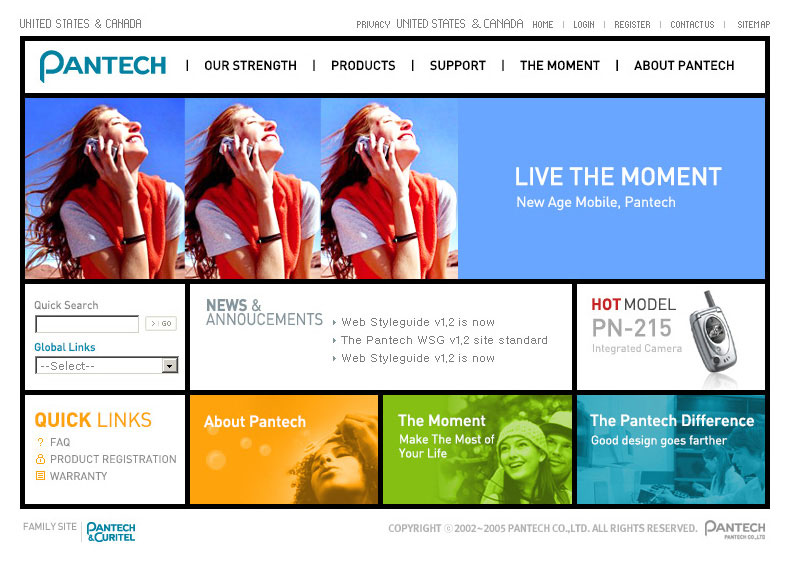 UNITED STATES & CANADA
PRIVACY UNITED STATES & CANADA HOME | LOGIN | REGISTER | CONTACT US | SITEMAP
PANTECH | OUR STRENGTH | PRODUCTS | SUPPORT | THE MOMENT | ABOUT PANTECH
LIVE THE MOMENT
New Age Mobile, Pantech
Quick Search
GO
Global Links
--Select--
NEWS &
ANNOUCEMENTS
Web Styleguide v1,2 is now
The Pantech WSG v1,2 site standard
Web Styleguide v1,2 is now
HOT MODEL
PN-215
Integrated Camera
QUICK LINKS
? FAQ
PRODUCT REGISTRATION
WARRANTY
About Pantech
The Moment
Make The Most of
Your Life
The Pantech Difference
Good design goes farther
FAMILY SITE | PANTECH
&CURITEL
COPYRIGHT ⓒ 2002~2005 PANTECH CO.,LTD. ALL RIGHTS RESERVED.
PANTECH
PANTECH CO.,LTD